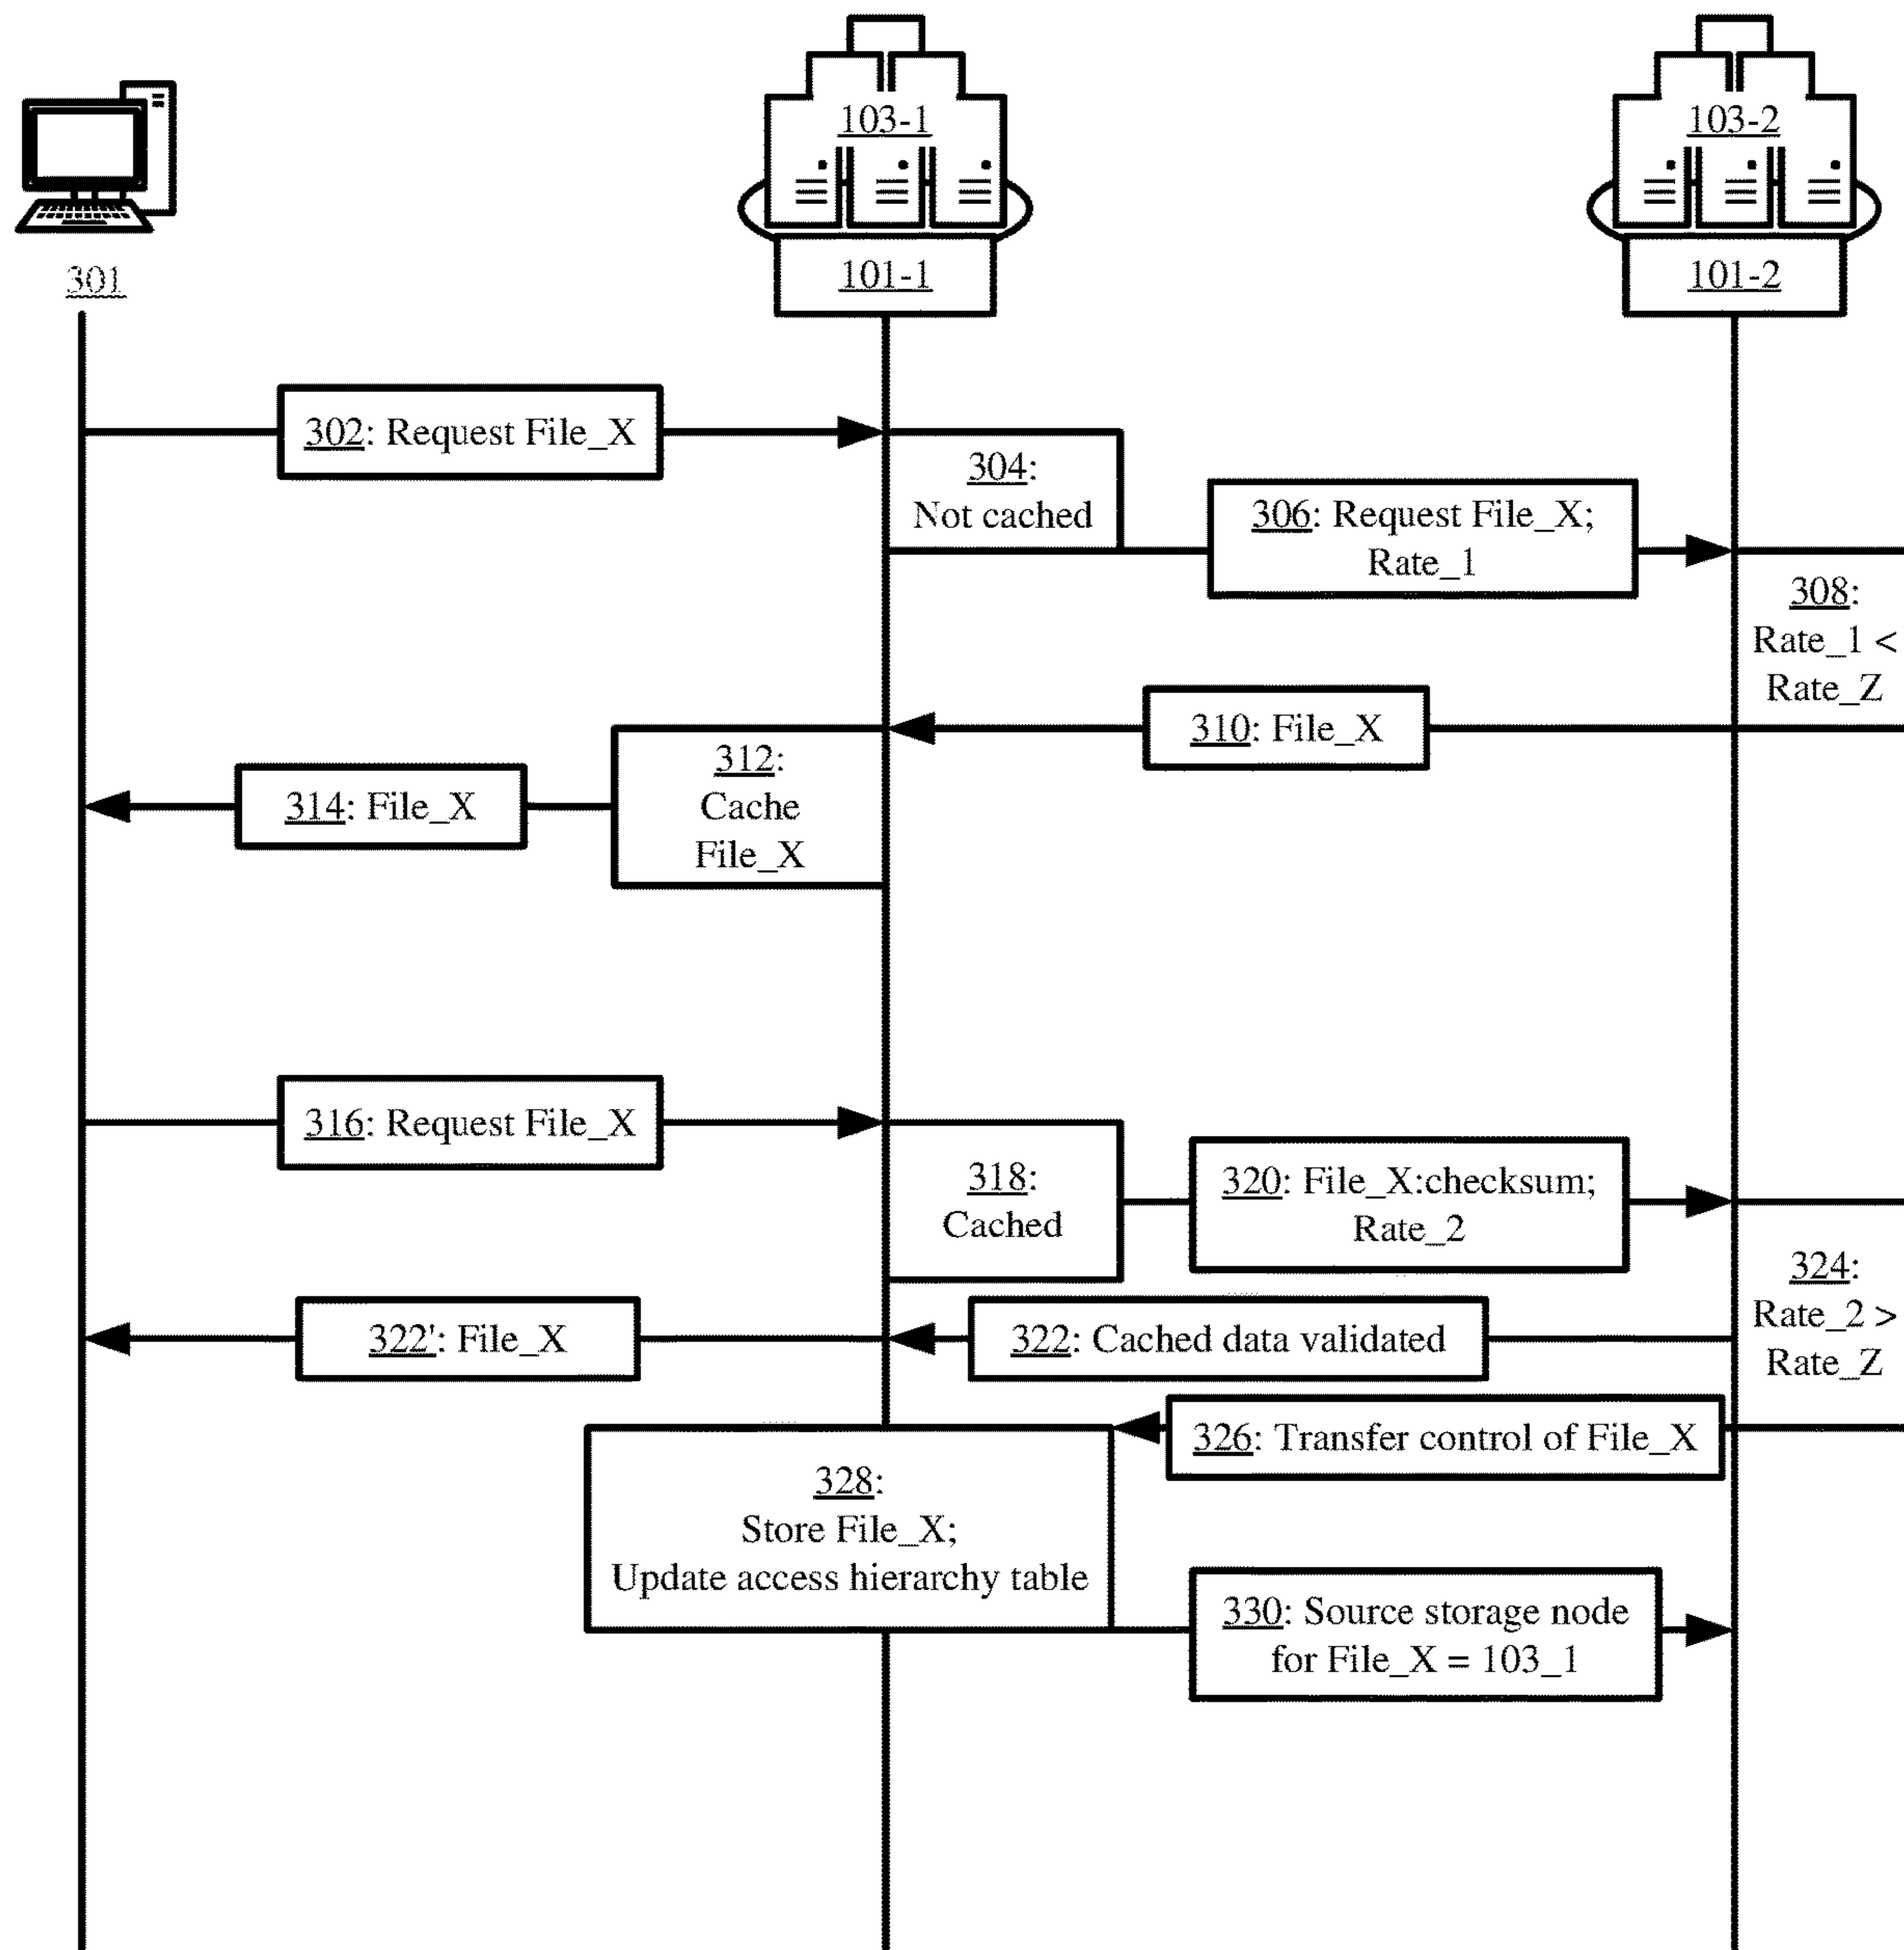 103-1
103-2
301
101-1
101-2
302: Request File_X
304:
Not cached
306: Request File_X;
Rate_1
308:
Rate_1 <
Rate_Z
310: File_X
312:
Cache
File_X
314: File_X
316: Request File_X
318:
Cached
320: File_X:checksum;
Rate_2
322': File_X
322: Cached data validated
324:
Rate_2 >
Rate_Z
326: Transfer control of File_X
328:
Store File_X;
Update access hierarchy table
330: Source storage node
for File_X = 103_1